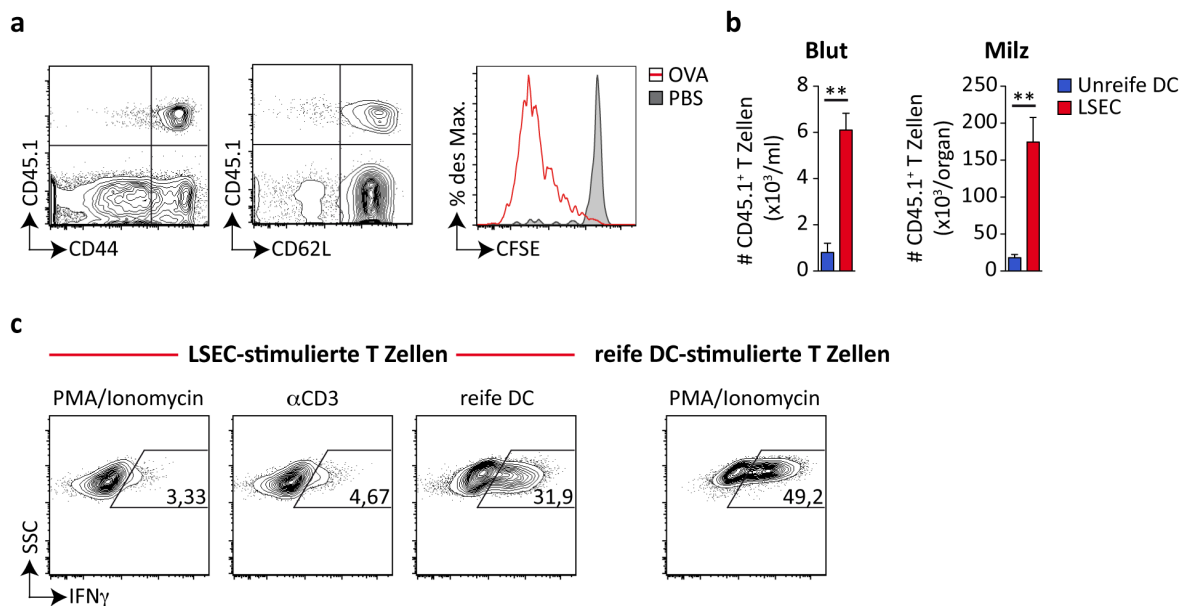 a
CD45.1
CD44
CD45.1
CD62L
% des Max.
CFSE
OVA
PBS
b
Blut
# CD45.1⁺ T Zellen
(x10³/ml)
8
6
4
2
0
**
Milz
# CD45.1⁺ T Zellen
(x10³/organ)
250
200
150
100
50
0
**
Unreife DC
LSEC
c
LSEC-stimulierte T Zellen
reife DC-stimulierte T Zellen
PMA/Ionomycin
αCD3
reife DC
PMA/Ionomycin
3,33
4,67
31,9
49,2
SSC
IFNγ